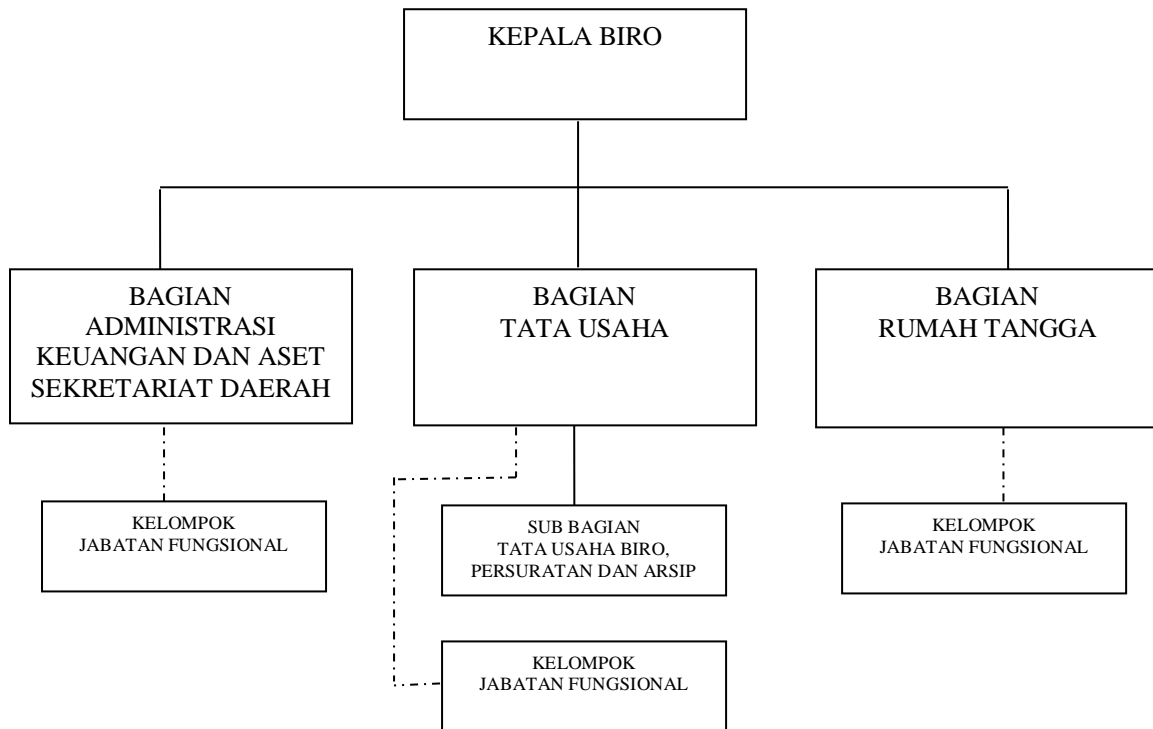 KEPALA BIRO
BAGIAN
ADMINISTRASI
KEUANGAN DAN ASET
SEKRETARIAT DAERAH
BAGIAN
TATA USAHA
BAGIAN
RUMAH TANGGA
KELOMPOK
JABATAN FUNGSIONAL
SUB BAGIAN
TATA USAHA BIRO,
PERSURATAN DAN ARSIP
KELOMPOK
JABATAN FUNGSIONAL
KELOMPOK
JABATAN FUNGSIONAL